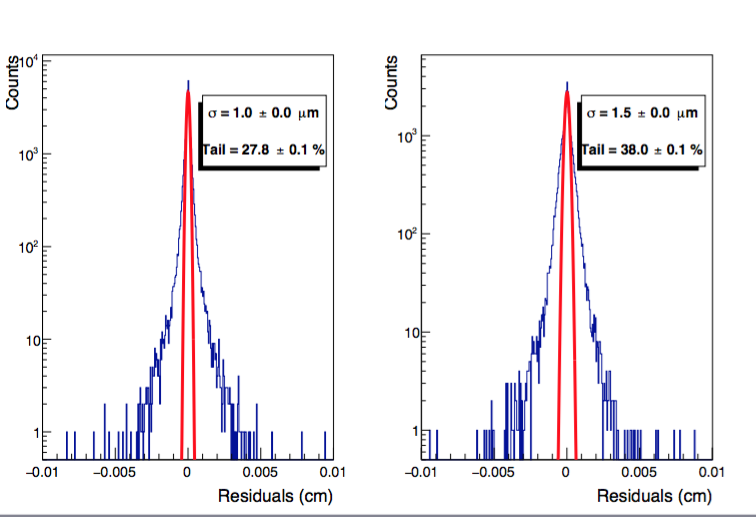 Counts
10⁴
10³
10²
10
1
σ = 1.0 ± 0.0 μm
Tail = 27.8 ± 0.1 %
−0.01 −0.005 0 0.005 0.01
Residuals (cm)
Counts
10³
10²
10
1
σ = 1.5 ± 0.0 μm
Tail = 38.0 ± 0.1 %
−0.01 −0.005 0 0.005 0.01
Residuals (cm)